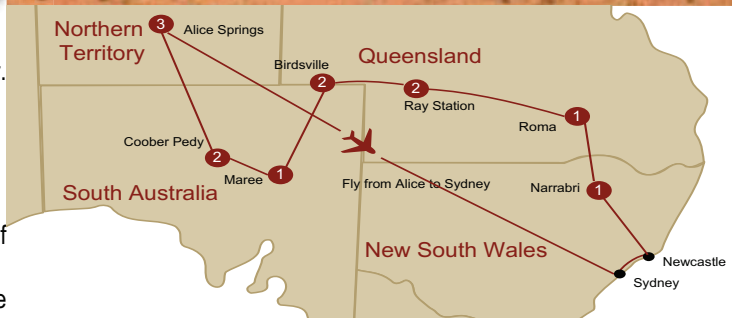 Northern
Territory
3
Alice Springs
Birdsville
2
Queensland
2
Ray Station
Roma
1
Coober Pedy
2
Maree
1
South Australia
Fly from Alice to Sydney
Narrabri
1
New South Wales
Newcastle
Sydney
r.
f
e